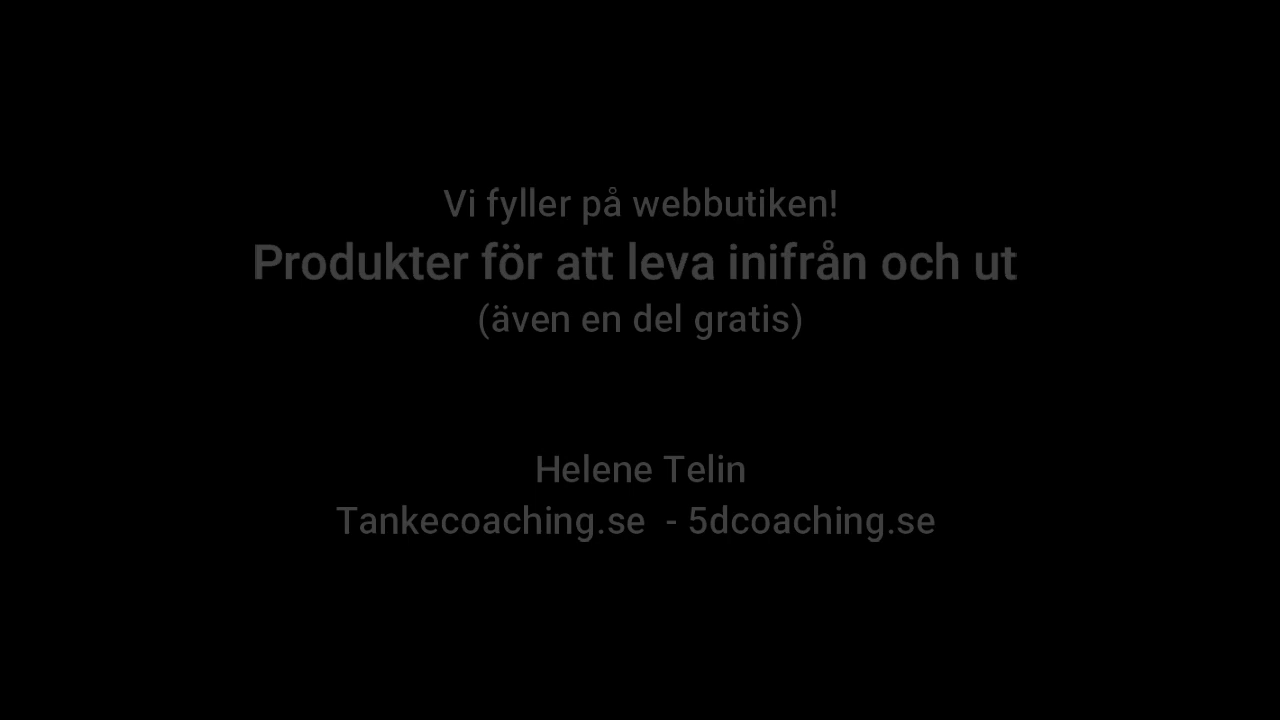 Vi fyller på webbutiken!
Produkter för att leva inifrån och ut
(även en del gratis)
Helene Telin
Tankecoaching.se - 5dcoaching.se